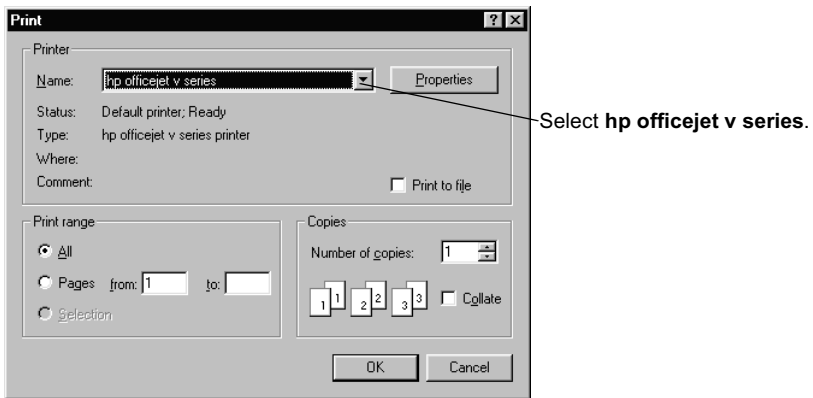 Print
Printer
Name: hp officejet v series Properties
Status: Default printer; Ready
Type: hp officejet v series printer
Where:
Comment: Print to file
Select hp officejet v series.
Print range
All
Pages from: 1 to:
Selection
Copies
Number of copies: 1
1 1 2 2 3 3 Collate
OK Cancel